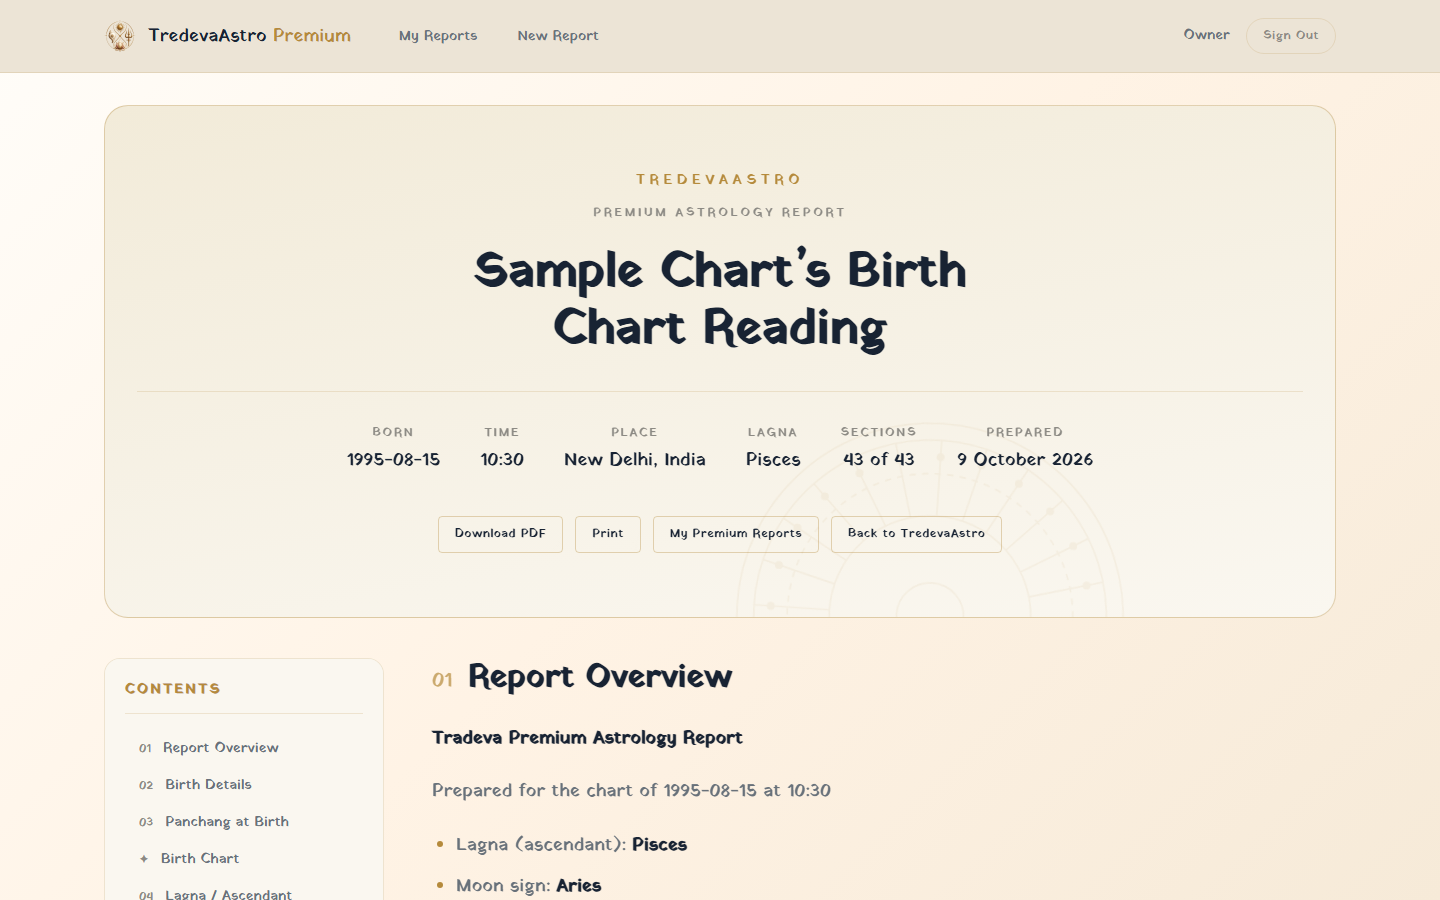 TredevaAstro Premium
My Reports
New Report
Owner
Sign Out
TREDEVAASTRO
PREMIUM ASTROLOGY REPORT
Sample Chart’s Birth
Chart Reading
BORN
1995-08-15
TIME
10:30
PLACE
New Delhi, India
LAGNA
Pisces
SECTIONS
43 of 43
PREPARED
9 October 2026
Download PDF
Print
My Premium Reports
Back to TredevaAstro
CONTENTS
01 Report Overview
02 Birth Details
03 Panchang at Birth
✦ Birth Chart
04 Lagna / Ascendant
01 Report Overview
Tradeva Premium Astrology Report
Prepared for the chart of 1995-08-15 at 10:30
• Lagna (ascendant): Pisces
• Moon sign: Aries